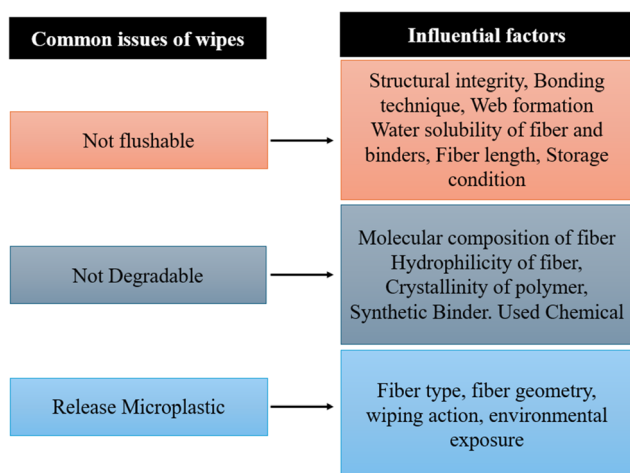 Common issues of wipes
Influential factors
Not flushable
Structural integrity, Bonding
technique, Web formation
Water solubility of fiber and
binders, Fiber length, Storage
condition
Not Degradable
Molecular composition of fiber
Hydrophilicity of fiber,
Crystallinity of polymer,
Synthetic Binder. Used Chemical
Release Microplastic
Fiber type, fiber geometry,
wiping action, environmental
exposure